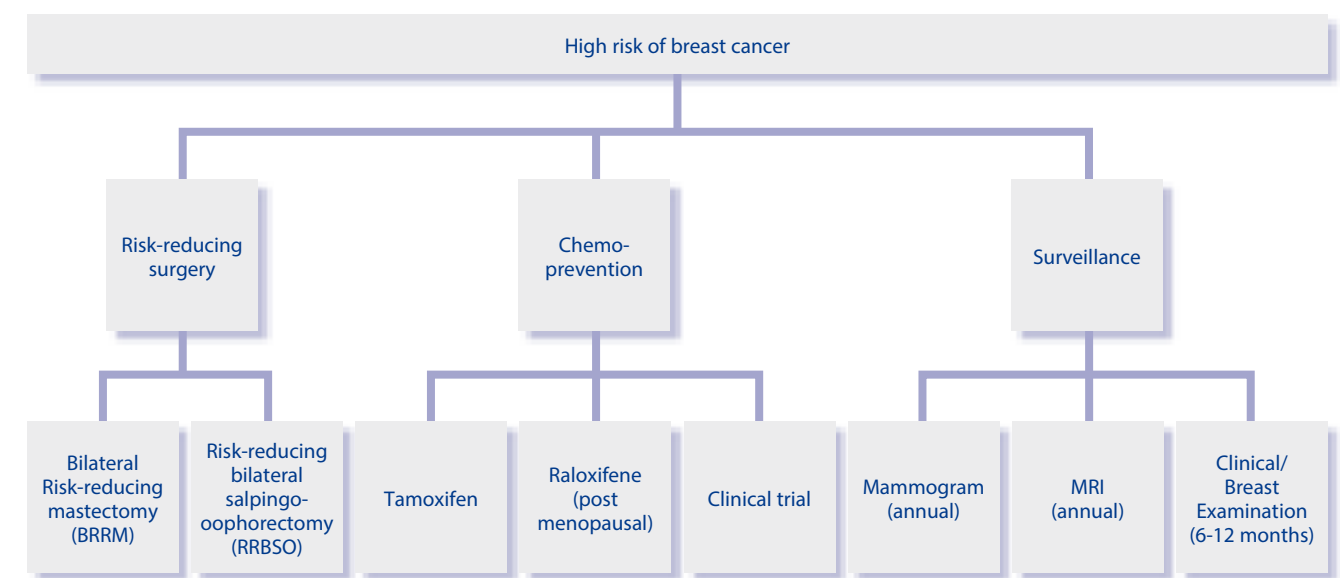 High risk of breast cancer
Risk-reducing
surgery
Chemo-
prevention
Surveillance
Bilateral
Risk-reducing
mastectomy
(BRRM)
Risk-reducing
bilateral
salpingo-
oophorectomy
(RRBSO)
Tamoxifen
Raloxifene
(post
menopausal)
Clinical trial
Mammogram
(annual)
MRI
(annual)
Clinical/
Breast
Examination
(6-12 months)